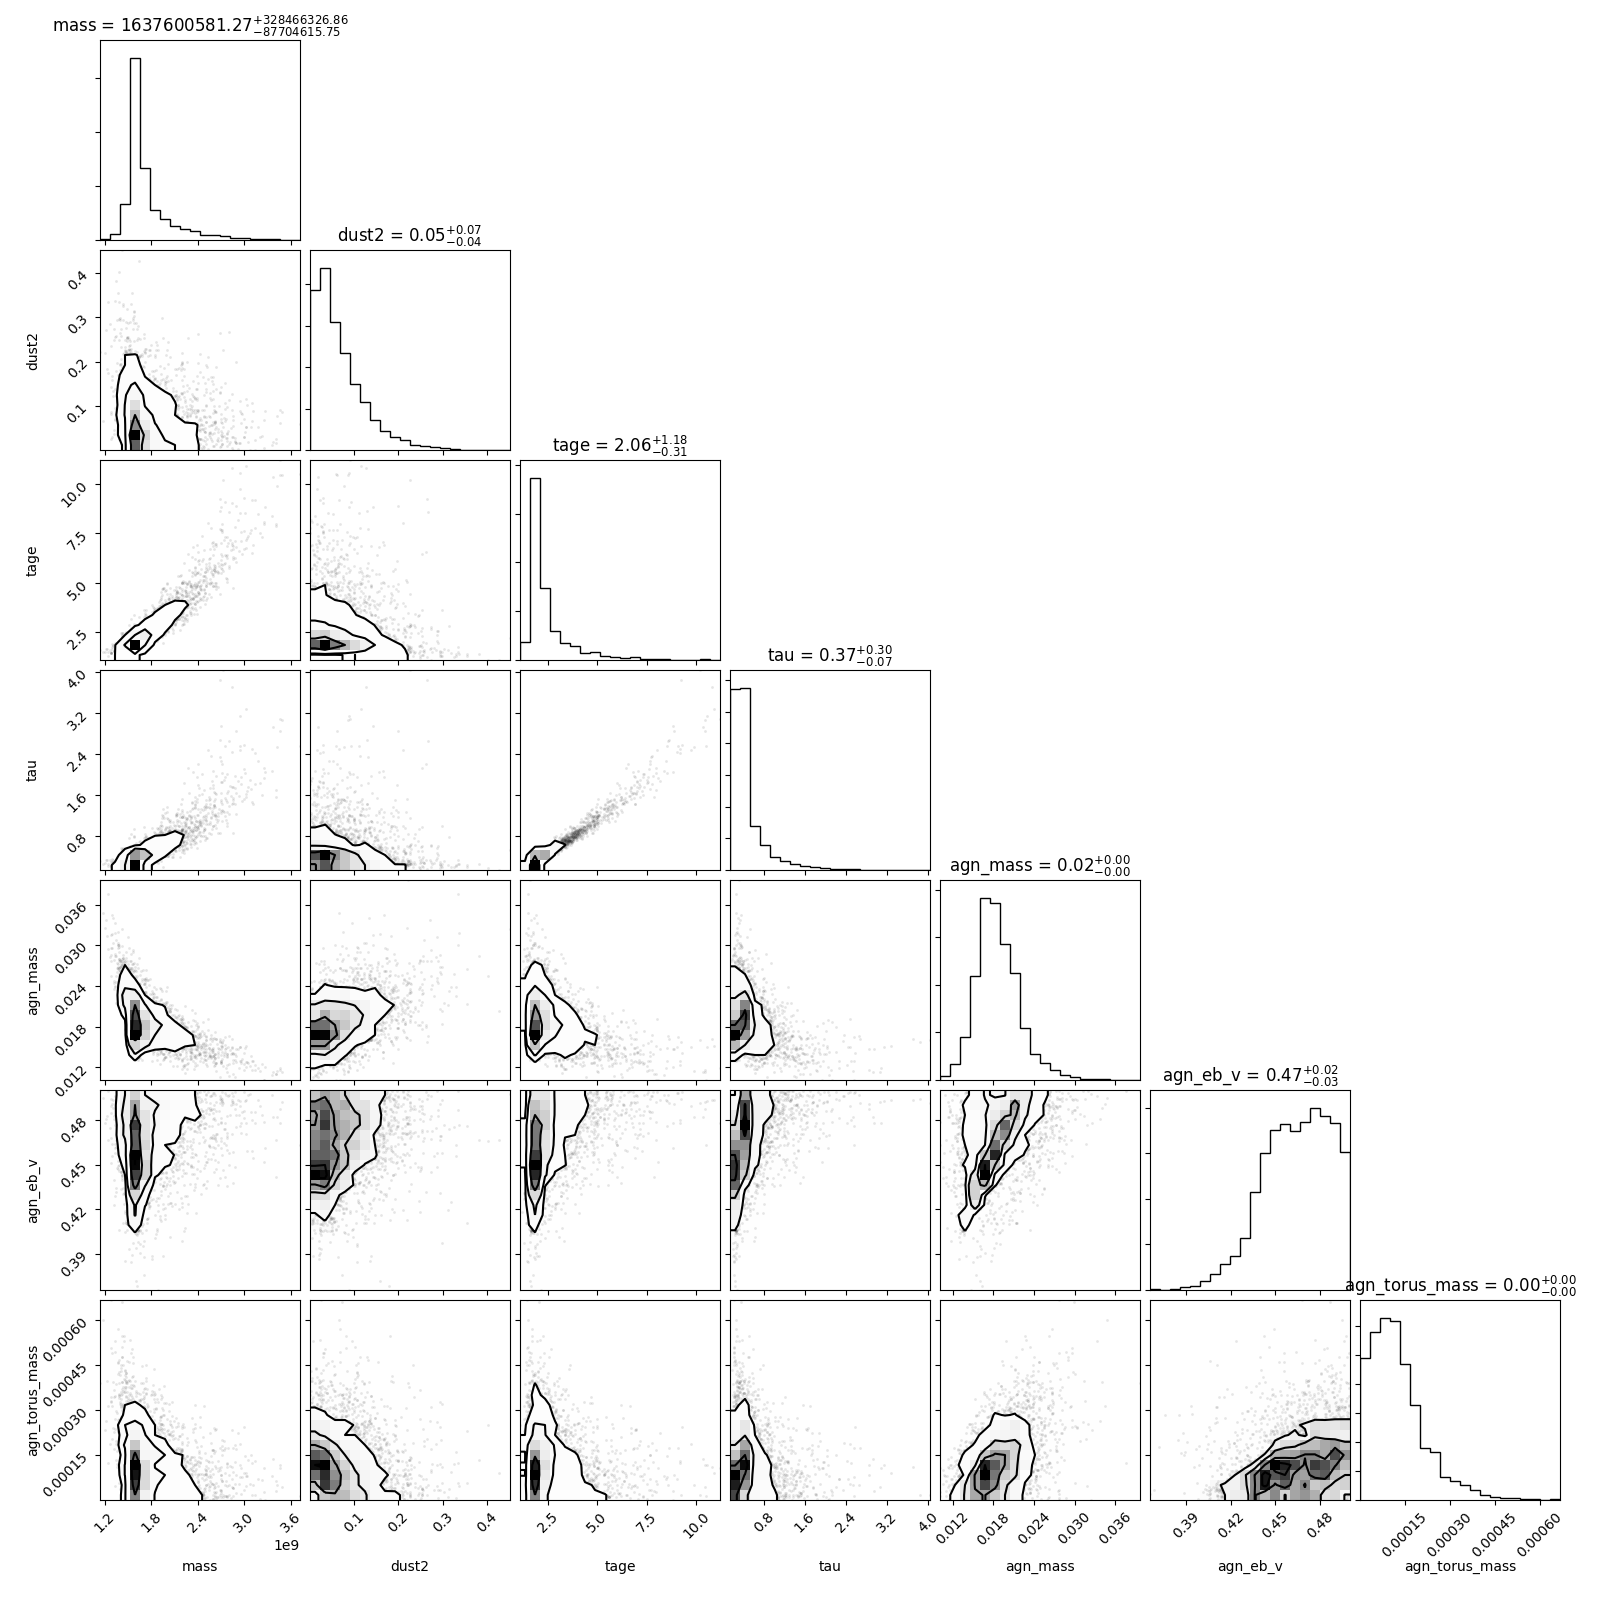 mass = 1637600581.27+328466326.86 −87704615.75
dust2 = 0.05+0.07 −0.04
dust2
0.4
0.3
0.2
0.1
tage = 2.06+1.18 −0.31
tage
10.0
7.5
5.0
2.5
tau = 0.37+0.30 −0.07
tau
4.0
3.2
2.4
1.6
0.8
agn_mass = 0.02+0.00 −0.00
agn_mass
0.036
0.030
0.024
0.018
0.012
agn_eb_v = 0.47+0.02 −0.03
agn_eb_v
0.48
0.45
0.42
0.39
agn_torus_mass = 0.00+0.00 −0.00
agn_torus_mass
0.00060
0.00045
0.00030
0.00015
1.2 1.8 2.4 3.0 3.6
1e9
0.1 0.2 0.3 0.4
2.5 5.0 7.5 10.0
0.8 1.6 2.4 3.2 4.0
0.012 0.018 0.024 0.030 0.036
0.39 0.42 0.45 0.48
0.00015 0.00030 0.00045 0.00060
mass dust2 tage tau agn_mass agn_eb_v agn_torus_mass